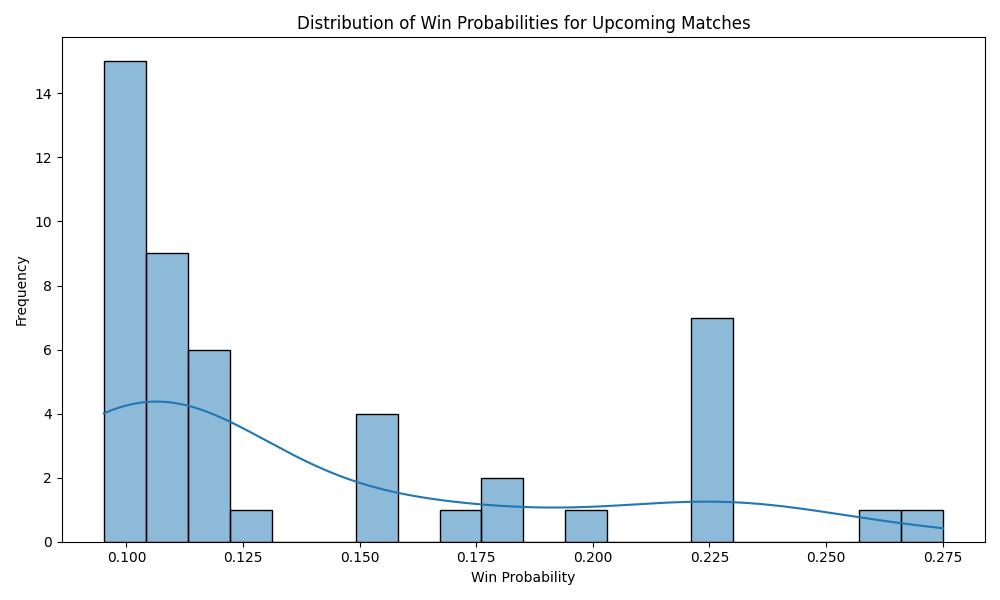 Distribution of Win Probabilities for Upcoming Matches
Frequency
14
12
10
8
6
4
2
0
0.100 0.125 0.150 0.175 0.200 0.225 0.250 0.275
Win Probability